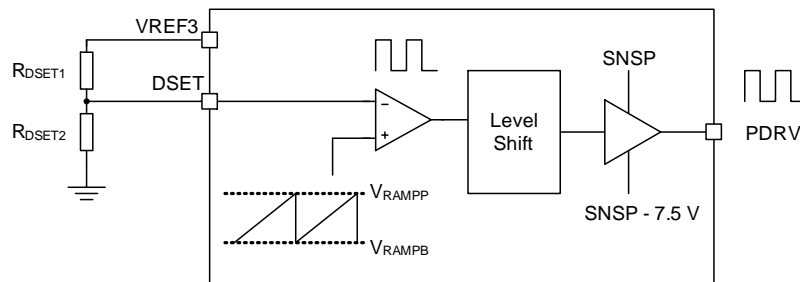 VREF3
RDSET1
DSET
RDSET2
SNSP
Level
Shift
PDRV
SNSP - 7.5 V
VRAMPP
VRAMPB
−
+